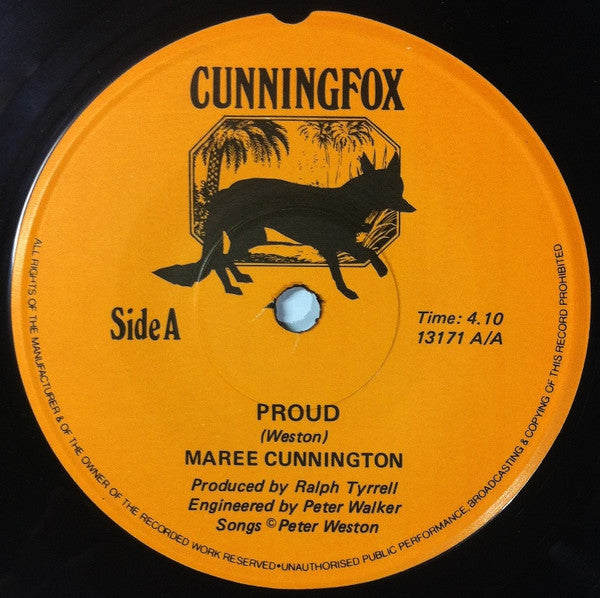 CUNNINGFOX
Side A
Time: 4.10
13171 A/A
PROUD
(Weston)
MAREE CUNNINGTON
Produced by Ralph Tyrrell
Engineered by Peter Walker
Songs © Peter Weston
ALL RIGHTS OF THE MANUFACTURER & OF THE OWNER OF THE RECORDED WORK RESERVED•UNAUTHORISED PUBLIC PERFORMANCE, BROADCASTING & COPYING OF THIS RECORD PROHIBITED